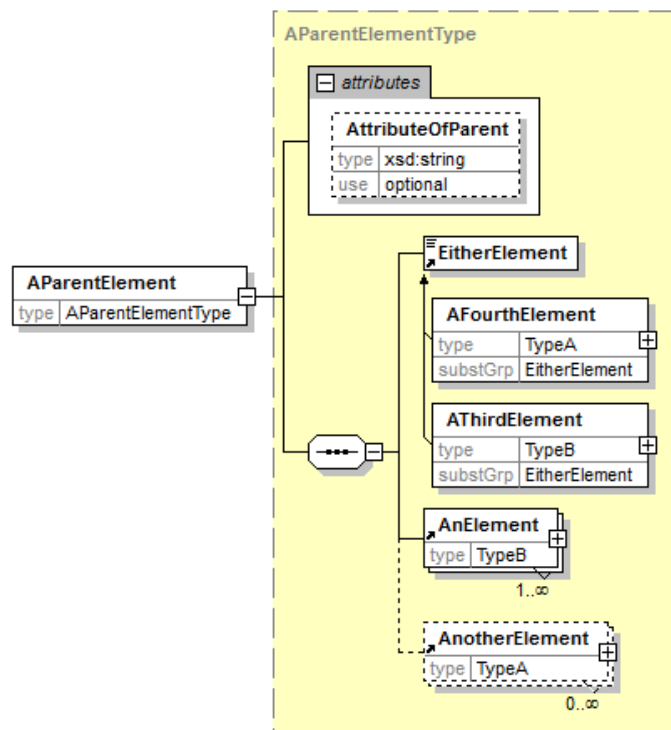 AParentElementType
attributes
AttributeOfParent
type xsd:string
use optional
EitherElement
AParentElement
type AParentElementType
AFourthElement
type TypeA
substGrp EitherElement
AThirdElement
type TypeB
substGrp EitherElement
AnElement
type TypeB
1..∞
AnotherElement
type TypeA
0..∞